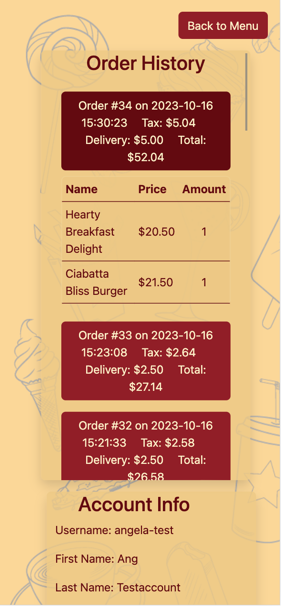 Back to Menu
Order History
Order #34 on 2023-10-16
15:30:23 Tax: $5.04
Delivery: $5.00 Total:
$52.04
Name Price Amount
Hearty
Breakfast $20.50 1
Delight
Ciabatta $21.50 1
Bliss Burger
Order #33 on 2023-10-16
15:23:08 Tax: $2.64
Delivery: $2.50 Total:
$27.14
Order #32 on 2023-10-16
15:21:33 Tax: $2.58
Delivery: $2.50 Total:
$26.58
Account Info
Username: angela-test
First Name: Ang
Last Name: Testaccount